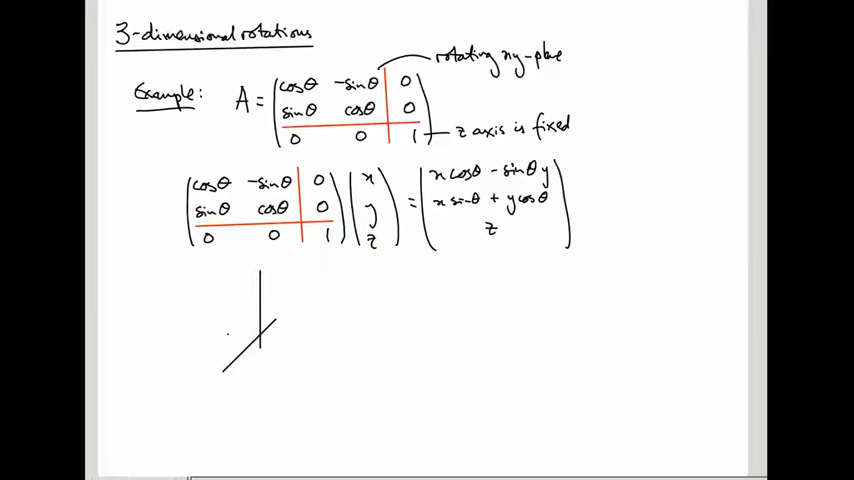 3-dimensional rotations
rotating xy-plane
Example: A = (cosθ -sinθ 0
sinθ cosθ 0
0 0 1) z axis is fixed
(cosθ -sinθ 0 (x = (x cosθ - sinθ y
sinθ cosθ 0 y x sinθ + y cosθ
0 0 1) z) z)